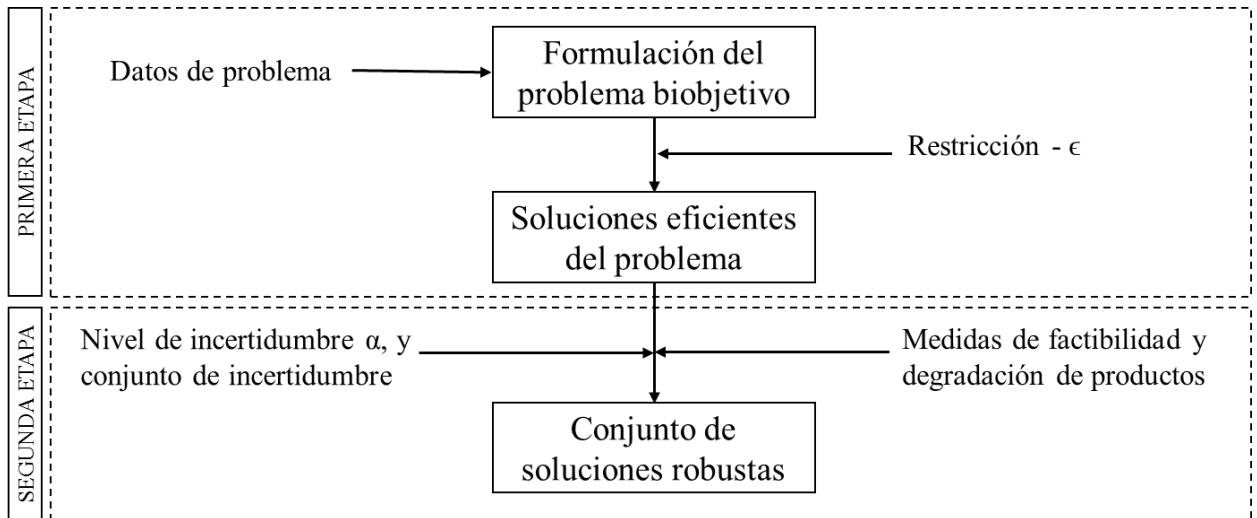 PRIMERA ETAPA
Datos de problema
Formulación del
problema biobjetivo
Restricción - ϵ
Soluciones eficientes
del problema
SEGUNDA ETAPA
Nivel de incertidumbre α, y
conjunto de incertidumbre
Medidas de factibilidad y
degradación de productos
Conjunto de
soluciones robustas